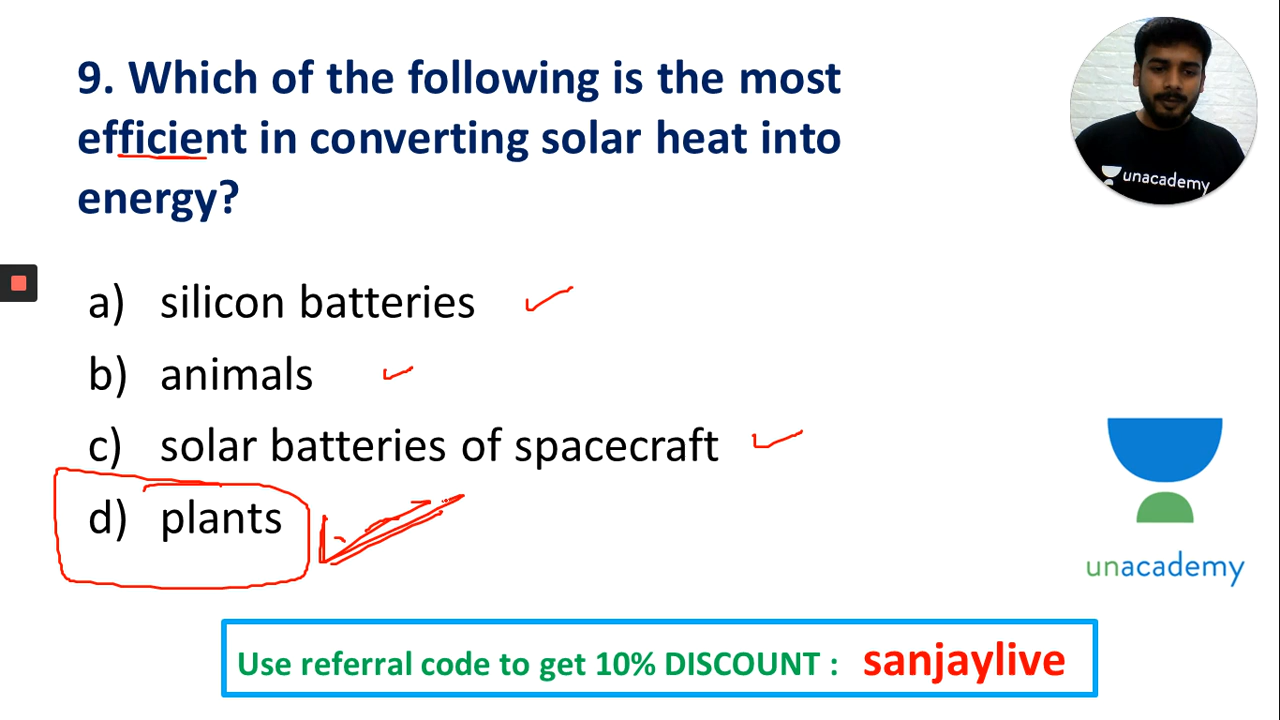 9. Which of the following is the most
efficient in converting solar heat into
energy?
unacademy
a) silicon batteries
b) animals
c) solar batteries of spacecraft
d) plants
unacademy
Use referral code to get 10% DISCOUNT : sanjaylive